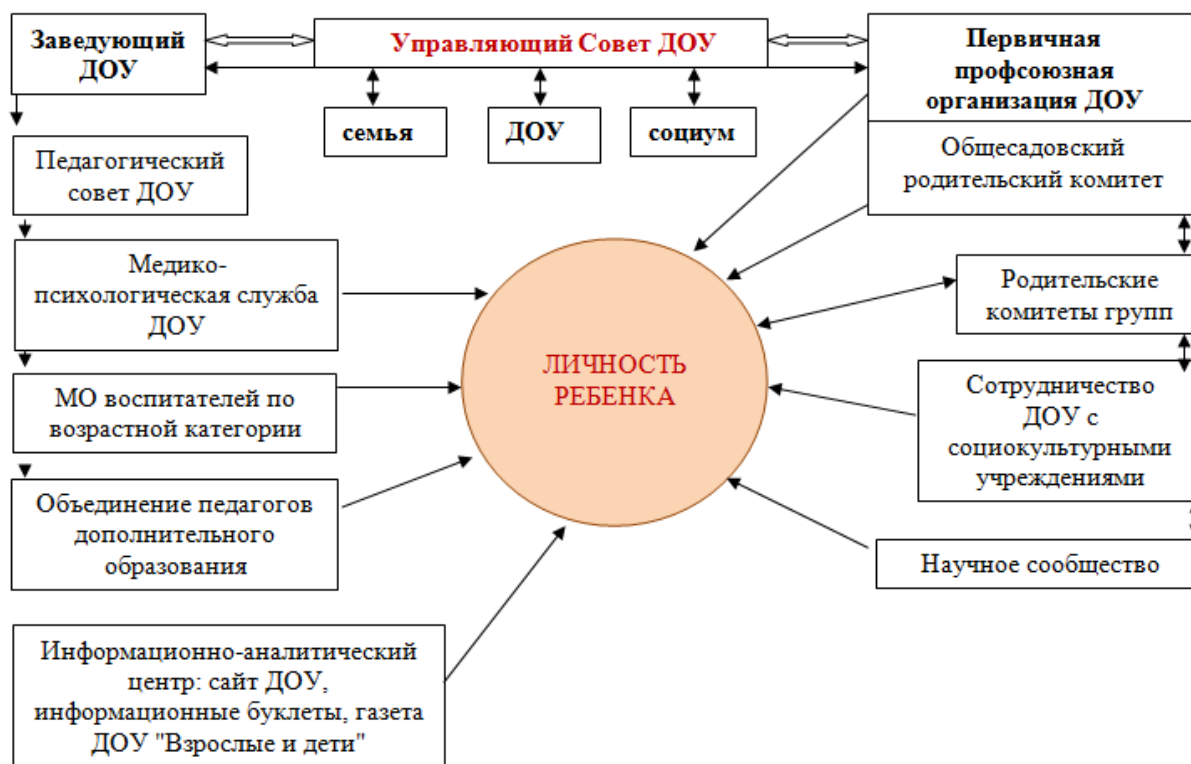 Заведующий
ДОУ
Управляющий Совет ДОУ
Первичная
профсоюзная
организация ДОУ
семья
ДОУ
социум
Педагогический
совет ДОУ
Общесадовский
родительский комитет
Медико-
психологическая служба
ДОУ
Родительские
комитеты групп
ЛИЧНОСТЬ
РЕБЕНКА
МО воспитателей по
возрастной категории
Сотрудничество
ДОУ с
социокультурными
учреждениями
Объединение педагогов
дополнительного
образования
Научное сообщество
Информационно-аналитический
центр: сайт ДОУ,
информационные буклеты, газета
ДОУ "Взрослые и дети"